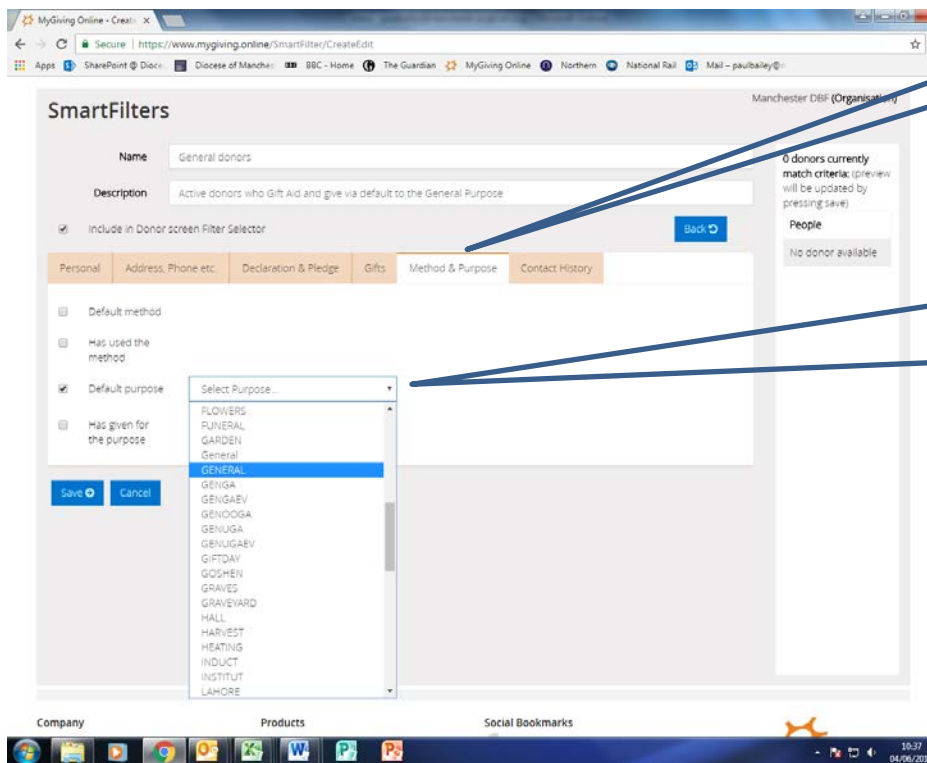 MyGiving Online - Create
Secure | https://www.mygiving.online/SmartFilter/CreateEdit
Apps SharePoint @ Dioce Diocese of Manches BBC - Home The Guardian MyGiving Online Northern National Rail Mail – paulbailey@
Manchester DBF (Organisation)
SmartFilters
Name General donors
Description Active donors who Gift Aid and give via default to the General Purpose
Include in Donor screen Filter Selector
Back
Personal Address, Phone etc. Declaration & Pledge Gifts Method & Purpose Contact History
0 donors currently
match criteria: (preview
will be updated by
pressing save)
People
No donor available
Default method
Has used the
method
Default purpose Select Purpose...
Has given for
the purpose
FLOWERS
FUNERAL
GARDEN
General
GENERAL
GENGA
GENGAEV
GENOOGA
GENUGA
GENUGAEV
GIFTDAY
GOSHEN
GRAVES
GRAVEYARD
HALL
HARVEST
HEATING
INDUCT
INSTITUT
LAHORE
Save Cancel
Company Products Social Bookmarks
10:37
04/06/201